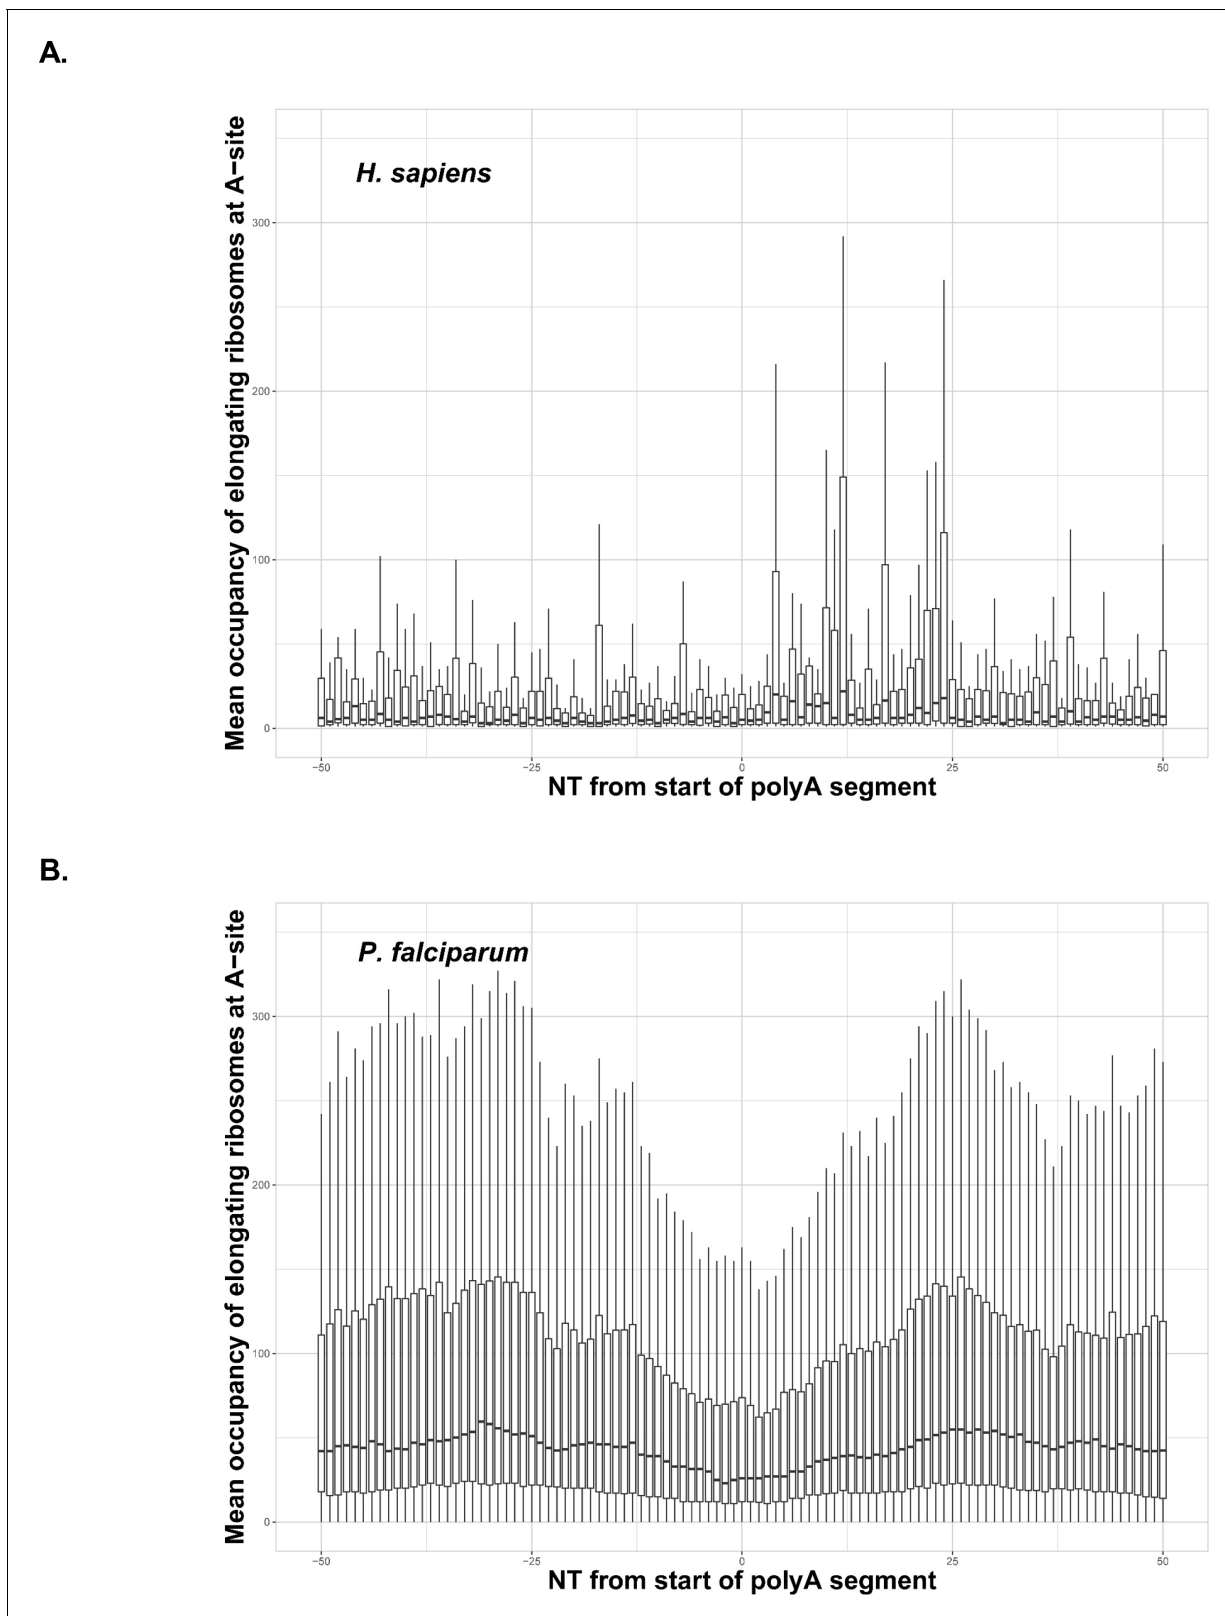 A.
Mean occupancy of elongating ribosomes at A−site
H. sapiens
300
200
100
0
−50
−25
0
25
50
NT from start of polyA segment
B.
Mean occupancy of elongating ribosomes at A−site
P. falciparum
300
200
100
0
−50
−25
0
25
50
NT from start of polyA segment